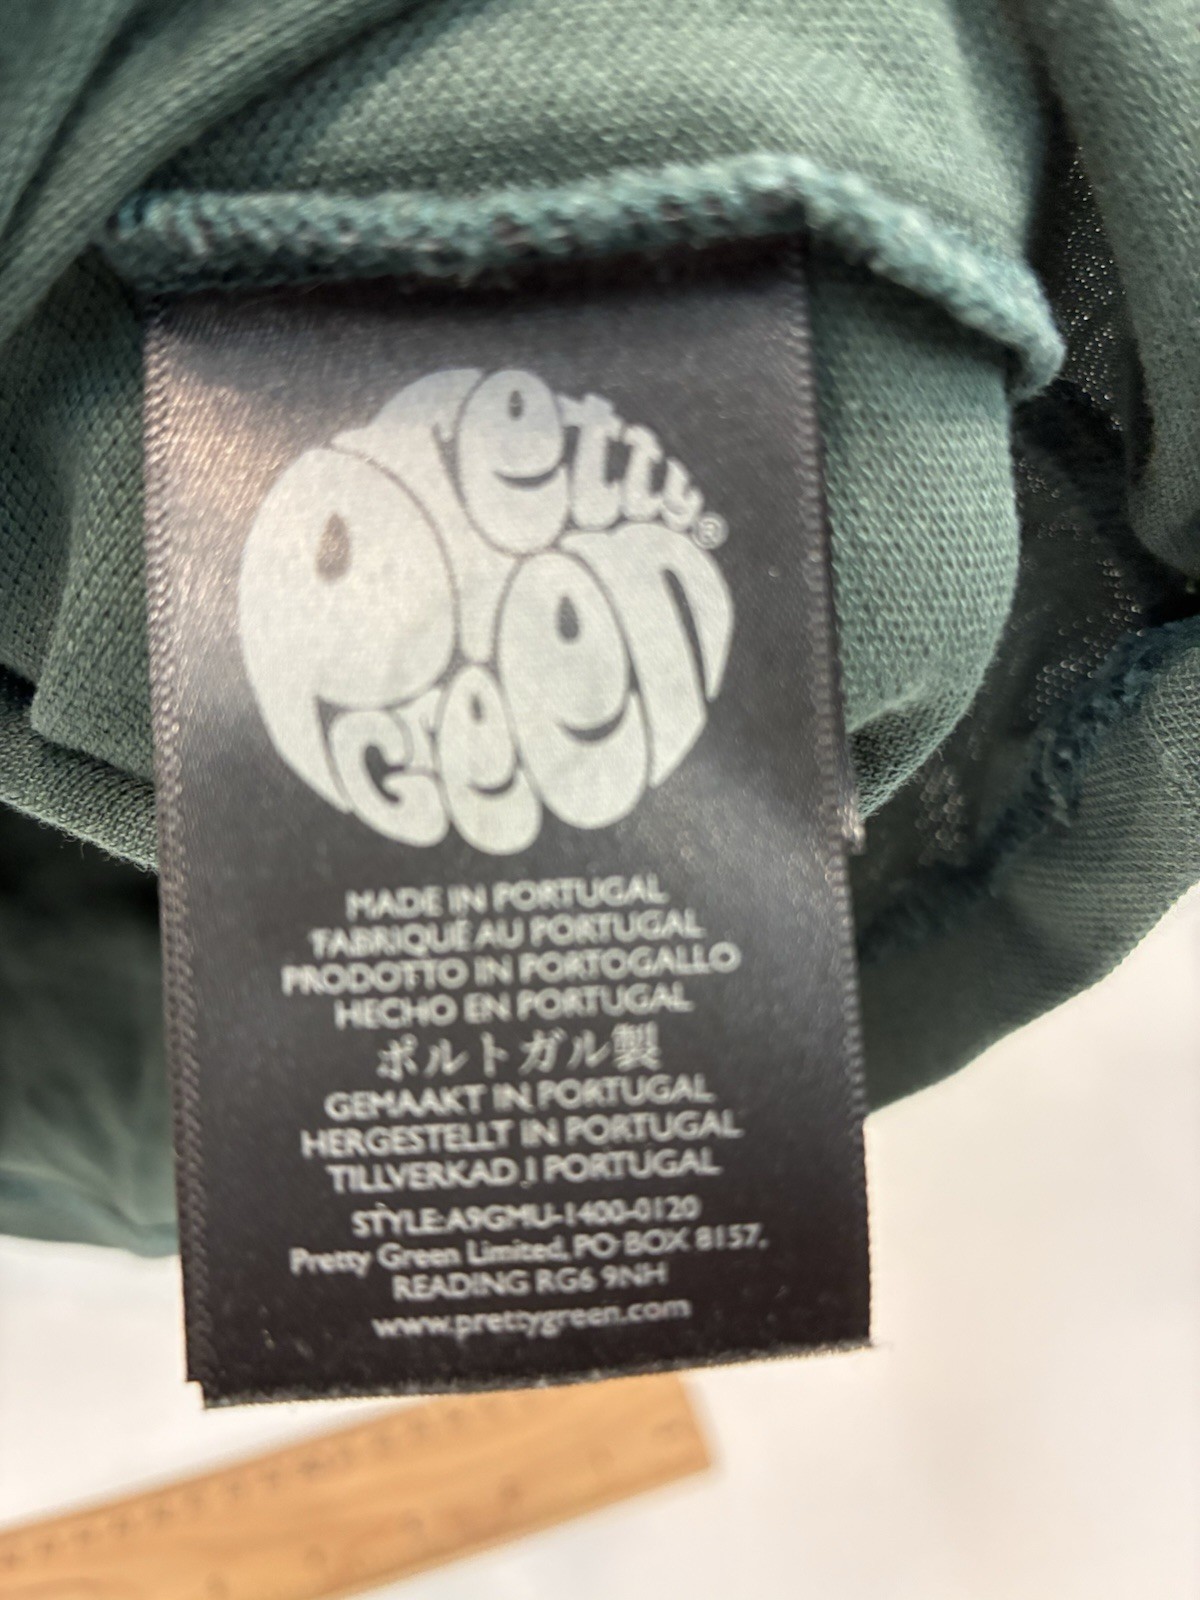 Pretty
Green
®
MADE IN PORTUGAL
FABRIQUÉ AU PORTUGAL
PRODOTTO IN PORTOGALLO
HECHO EN PORTUGAL
ポルトガル製
GEMAAKT IN PORTUGAL
HERGESTELLT IN PORTUGAL
TILLVERKAD I PORTUGAL
STYLE:A9GMU-1400-0120
Pretty Green Limited, PO BOX 8157,
READING RG6 9NH
www.prettygreen.com